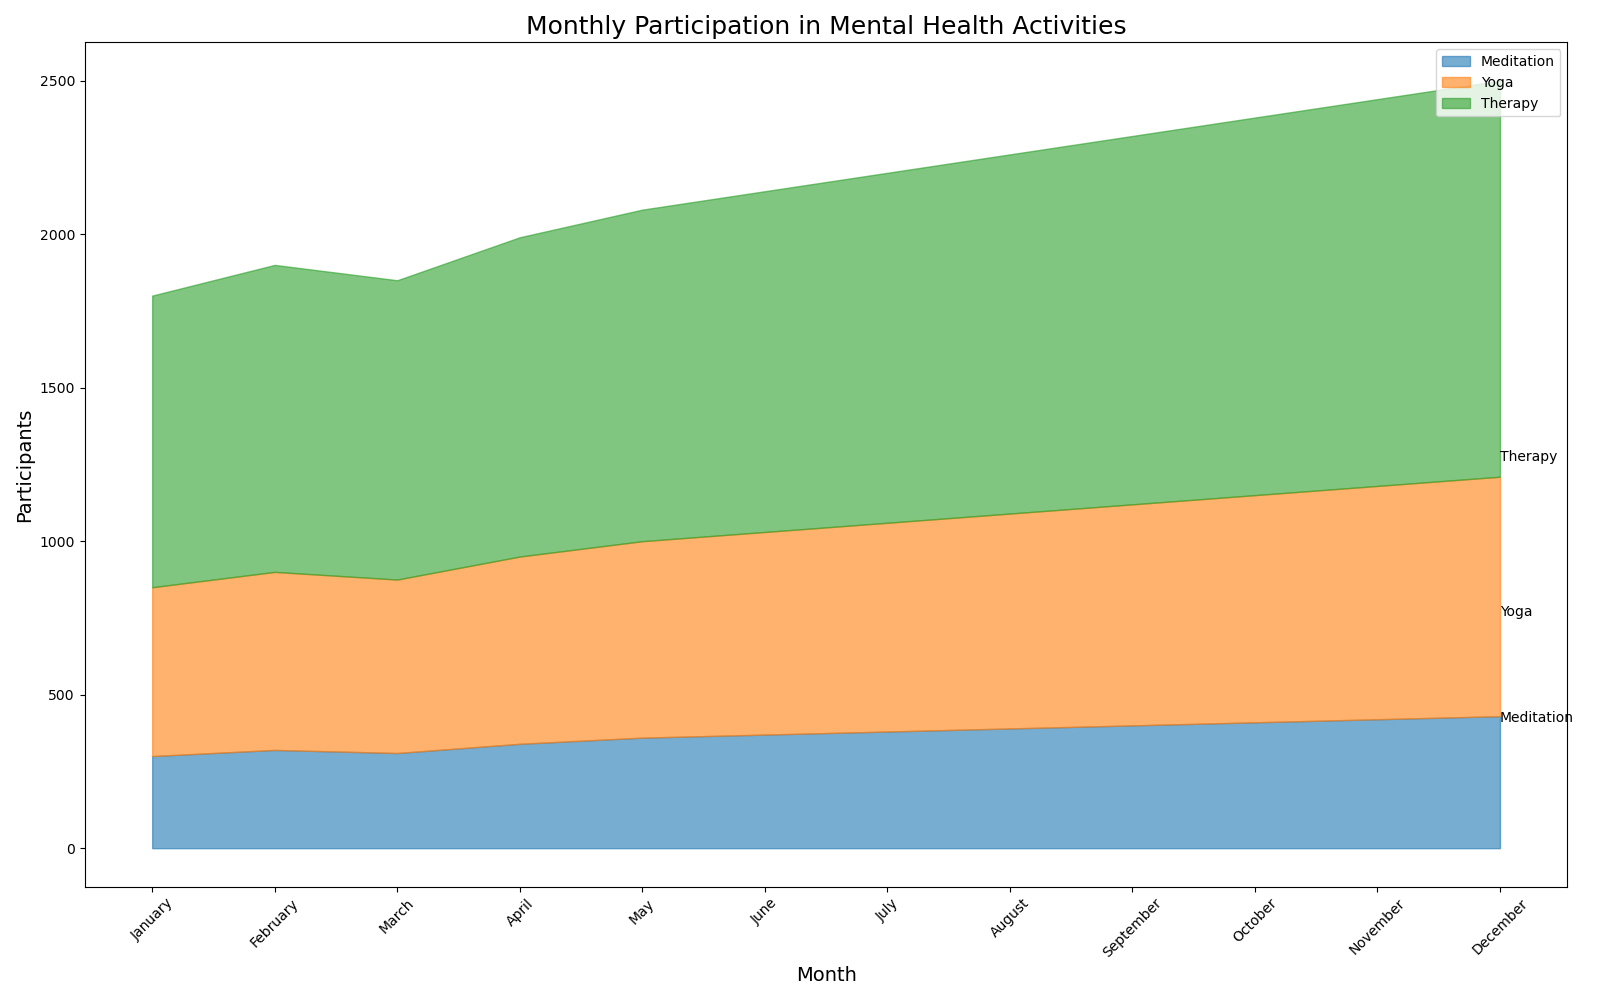 Monthly Participation in Mental Health Activities
Meditation
Yoga
Therapy
2500
2000
1500
1000
500
0
Participants
Therapy
Yoga
Meditation
January
February
March
April
May
June
July
August
September
October
November
December
Month